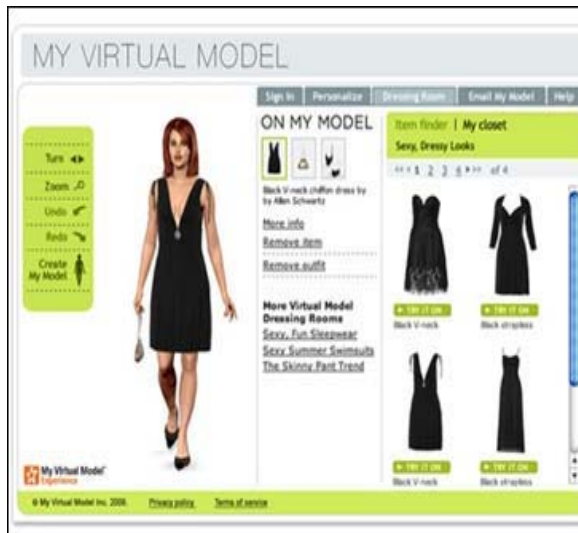 MY VIRTUAL MODEL
Sign In Personalize Dressing Room Email My Model Help
Turn
Zoom
Undo
Redo
Create
My Model
ON MY MODEL
Black V-neck chiffon dress by
by Allen Schwartz
More info
Remove item
Remove outfit
More Virtual Model
Dressing Rooms
Sexy, Fun Sleepwear
Sexy Summer Swimsuits
The Skinny Pant Trend
Item finder | My closet
Sexy, Dressy Looks
1 2 3 4 of 4
TRY IT ON TRY IT ON
Black V-neck Black strapless
TRY IT ON TRY IT ON
Black V-neck Black strapless
My Virtual Model
Experience
© My Virtual Model Inc. 2008. Privacy policy Terms of service